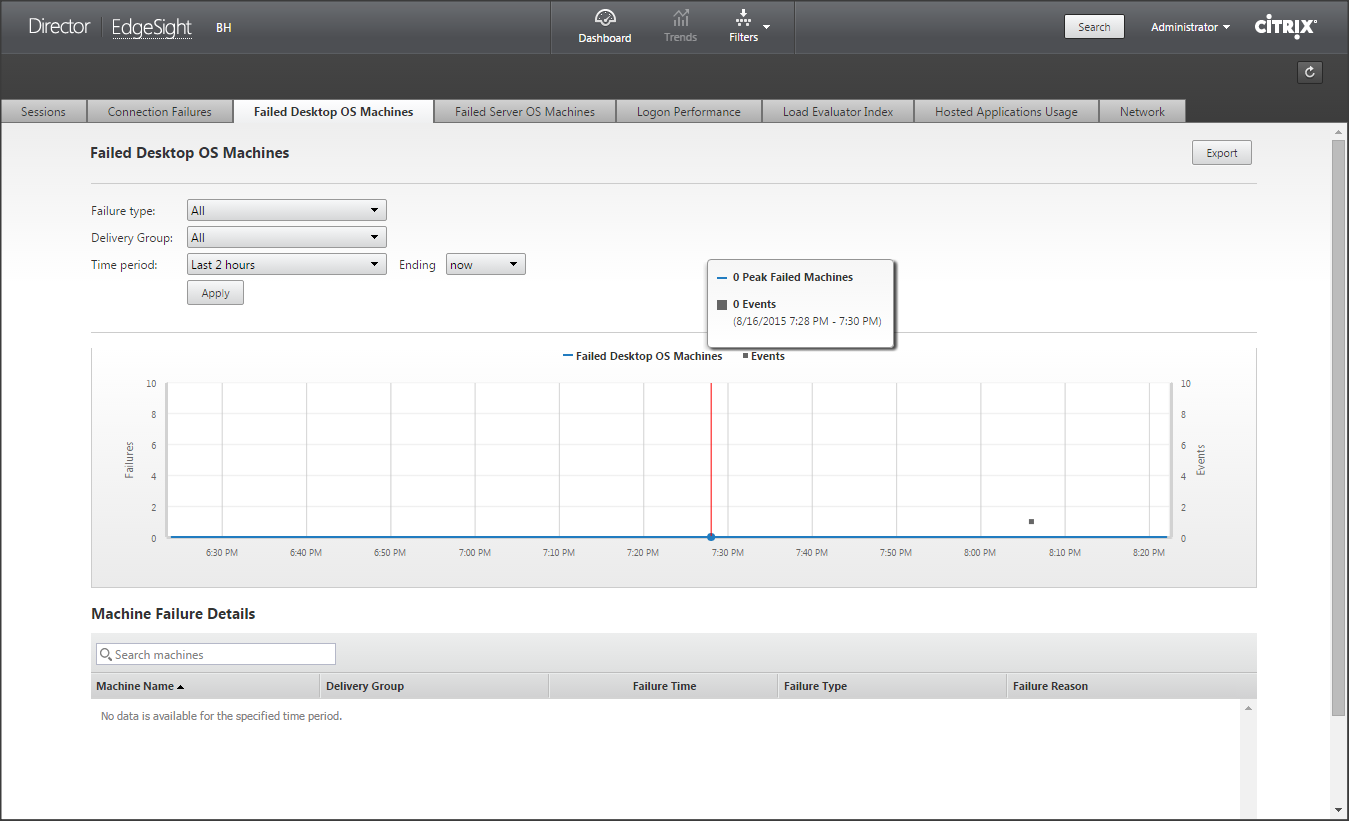 Director EdgeSight BH Dashboard Trends Filters Search Administrator CİTRIX
Sessions Connection Failures Failed Desktop OS Machines Failed Server OS Machines Logon Performance Load Evaluator Index Hosted Applications Usage Network
Failed Desktop OS Machines Export
Failure type: All
Delivery Group: All
Time period: Last 2 hours Ending now
Apply
0 Peak Failed Machines
0 Events
(8/16/2015 7:28 PM - 7:30 PM)
Failed Desktop OS Machines Events
10 10
8 8
6 6
4 4
2 2
0 0
Failures
Events
6:30 PM 6:40 PM 6:50 PM 7:00 PM 7:10 PM 7:20 PM 7:30 PM 7:40 PM 7:50 PM 8:00 PM 8:10 PM 8:20 PM
Machine Failure Details
Search machines
Machine Name Delivery Group Failure Time Failure Type Failure Reason
No data is available for the specified time period.